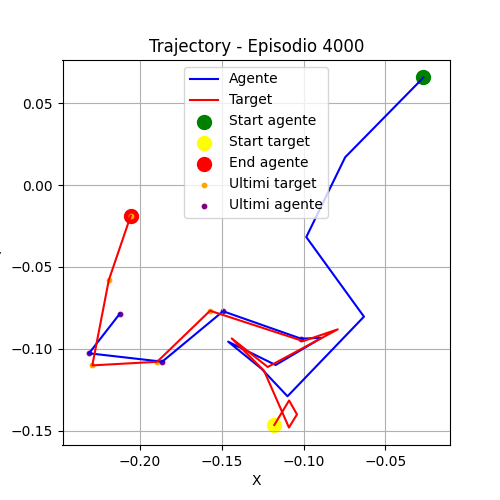 Trajectory - Episodio 4000
Agente
Target
Start agente
Start target
End agente
Ultimi target
Ultimi agente
0.05
0.00
−0.05
−0.10
−0.15
−0.20
−0.15
−0.10
−0.05
X